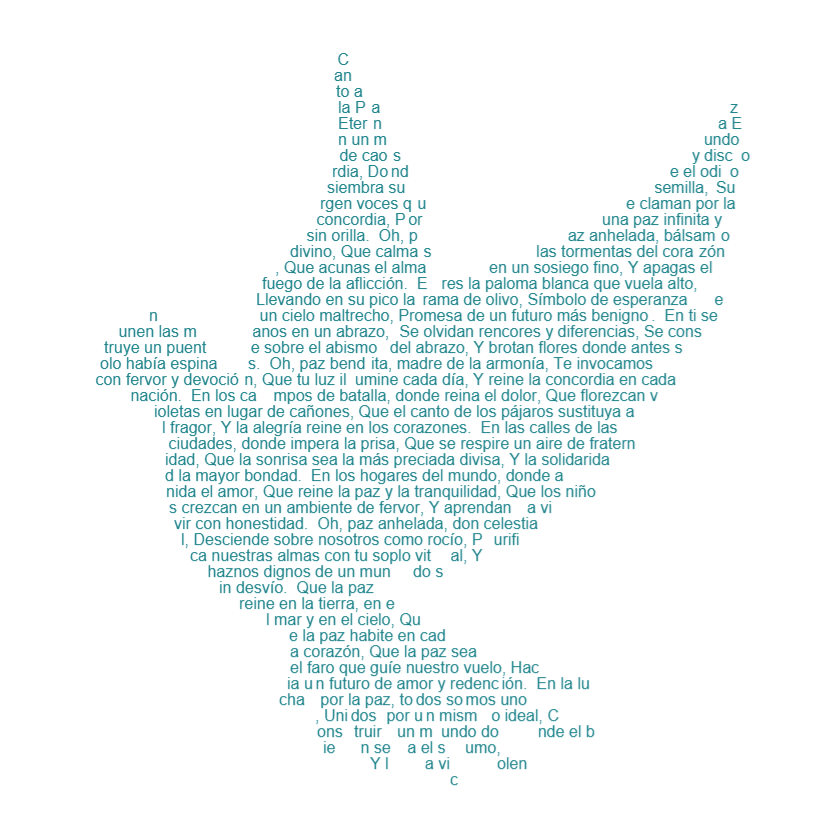 C
an
to a
la P a z
Eter n a E
n un m undo
de cao s y disc o
rdia, Do nd e el odi o
siembra su semilla, Su
rgen voces q u e claman por la
concordia, P or una paz infinita y
sin orilla. Oh, p az anhelada, bálsam o
divino, Que calma s las tormentas del cora zón
, Que acunas el alma en un sosiego fino, Y apagas el
fuego de la aflicción. E res la paloma blanca que vuela alto,
Llevando en su pico la rama de olivo, Símbolo de esperanza e
n un cielo maltrecho, Promesa de un futuro más benigno . En ti se
unen las m anos en un abrazo, Se olvidan rencores y diferencias, Se cons
truye un puent e sobre el abismo del abrazo, Y brotan flores donde antes s
olo había espina s. Oh, paz bend ita, madre de la armonía, Te invocamos
con fervor y devoció n, Que tu luz il umine cada día, Y reine la concordia en cada
nación. En los ca mpos de batalla, donde reina el dolor, Que florezcan v
ioletas en lugar de cañones, Que el canto de los pájaros sustituya a
l fragor, Y la alegría reine en los corazones. En las calles de las
ciudades, donde impera la prisa, Que se respire un aire de fratern
idad, Que la sonrisa sea la más preciada divisa, Y la solidarida
d la mayor bondad. En los hogares del mundo, donde a
nida el amor, Que reine la paz y la tranquilidad, Que los niño
s crezcan en un ambiente de fervor, Y aprendan a vi
vir con honestidad. Oh, paz anhelada, don celestia
l, Desciende sobre nosotros como rocío, P urifi
ca nuestras almas con tu soplo vit al, Y
haznos dignos de un mun do s
in desvío. Que la paz
reine en la tierra, en e
l mar y en el cielo, Qu
e la paz habite en cad
a corazón, Que la paz sea
el faro que guíe nuestro vuelo, Hac
ia u n futuro de amor y redenc ión. En la lu
cha por la paz, to dos so mos uno
, Uni dos por u n mism o ideal, C
ons truir un m undo do nde el b
ie n se a el s umo,
Y l a vi olen
c